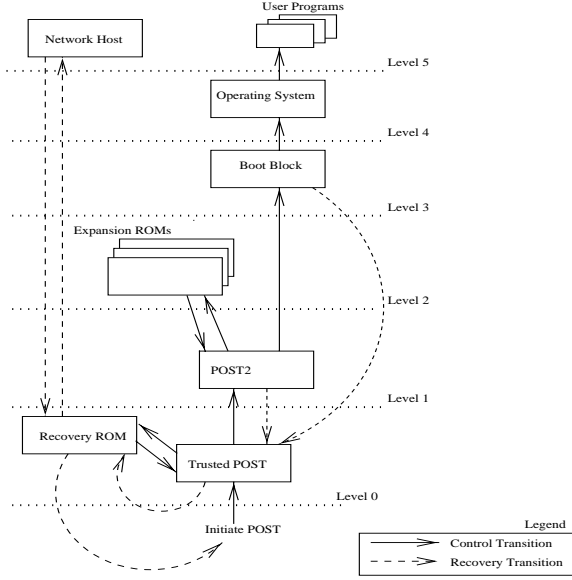 User Programs
Network Host
Level 5
Operating System
Level 4
Boot Block
Level 3
Expansion ROMs
Level 2
POST2
Level 1
Recovery ROM
Trusted POST
Level 0
Initiate POST
Legend
Control Transition
Recovery Transition